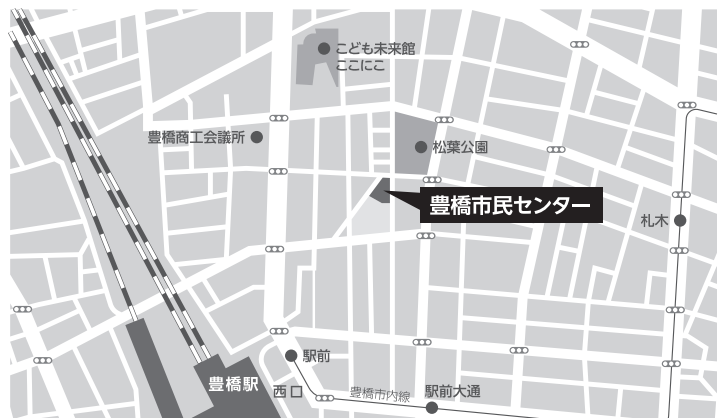 こども未来館
ここにこ
豊橋商工会議所
松葉公園
豊橋市民センター
札木
駅前
豊橋駅
西口
豊橋市内線
駅前大通